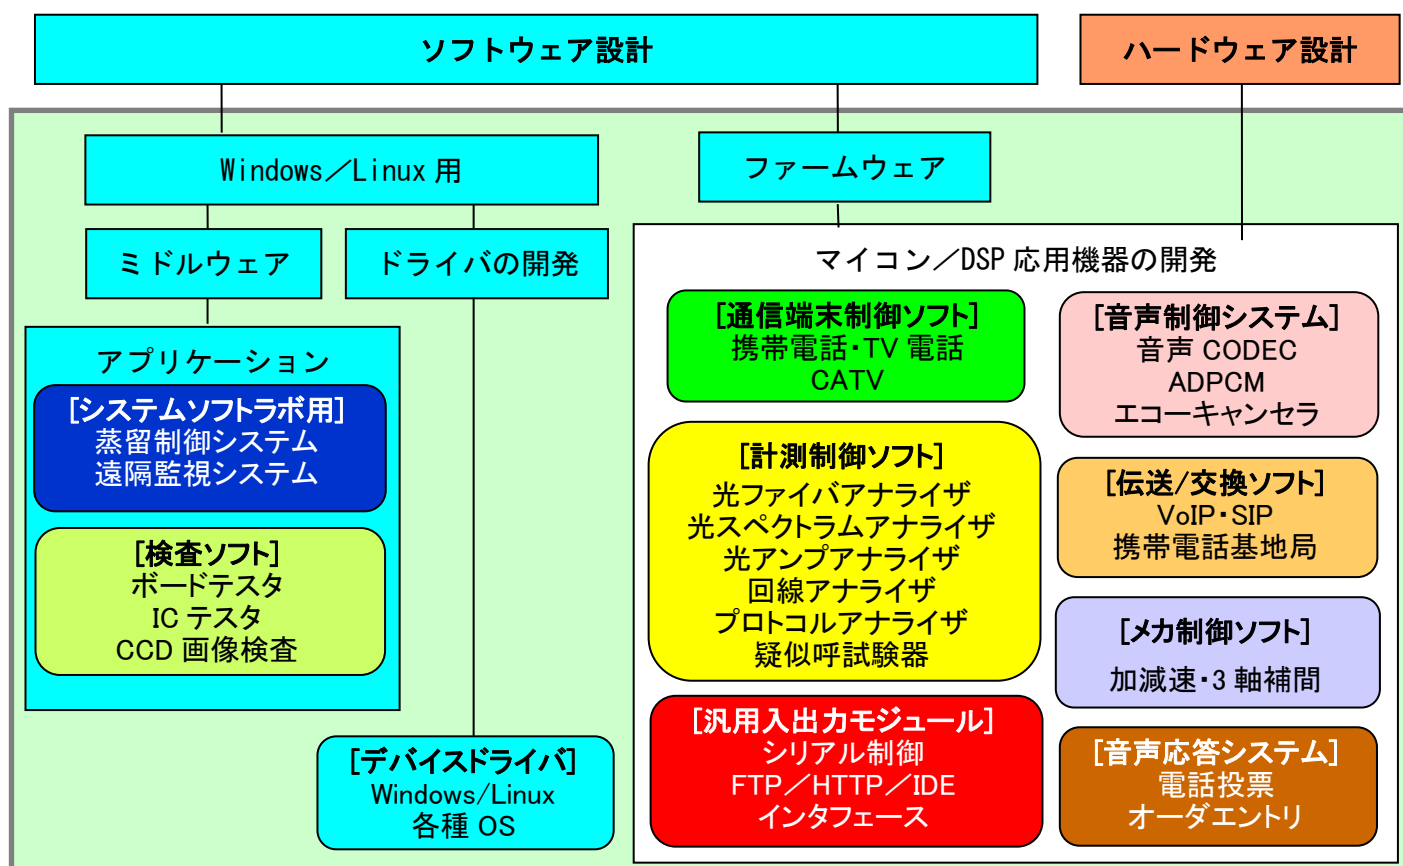 ソフトウェア設計
ハードウェア設計
Windows／Linux 用
ファームウェア
ミドルウェア
ドライバの開発
アプリケーション
[システムソフトラボ用]
蒸留制御システム
遠隔監視システム
[検査ソフト]
ボードテスタ
IC テスタ
CCD 画像検査
[デバイスドライバ]
Windows/Linux
各種 OS
マイコン／DSP 応用機器の開発
[通信端末制御ソフト]
携帯電話・TV 電話
CATV
[計測制御ソフト]
光ファイバアナライザ
光スペクトラムアナライザ
光アンプアナライザ
回線アナライザ
プロトコルアナライザ
疑似呼試験器
[汎用入出力モジュール]
シリアル制御
FTP／HTTP／IDE
インタフェース
[音声制御システム]
音声 CODEC
ADPCM
エコーキャンセラ
[伝送/交換ソフト]
VoIP・SIP
携帯電話基地局
[メカ制御ソフト]
加減速・3 軸補間
[音声応答システム]
電話投票
オーダエントリ